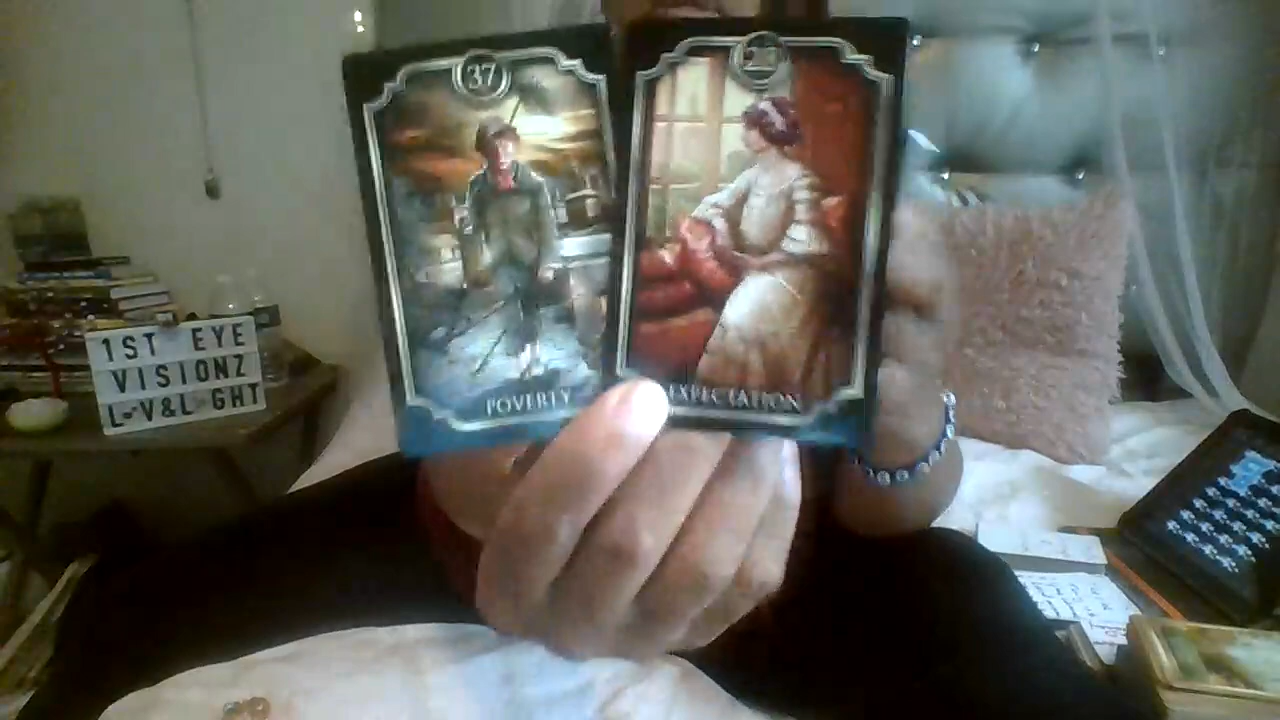 37
POVERTY
EXPECTATION
1ST EYE
VISIONZ
L♥V&L GHT